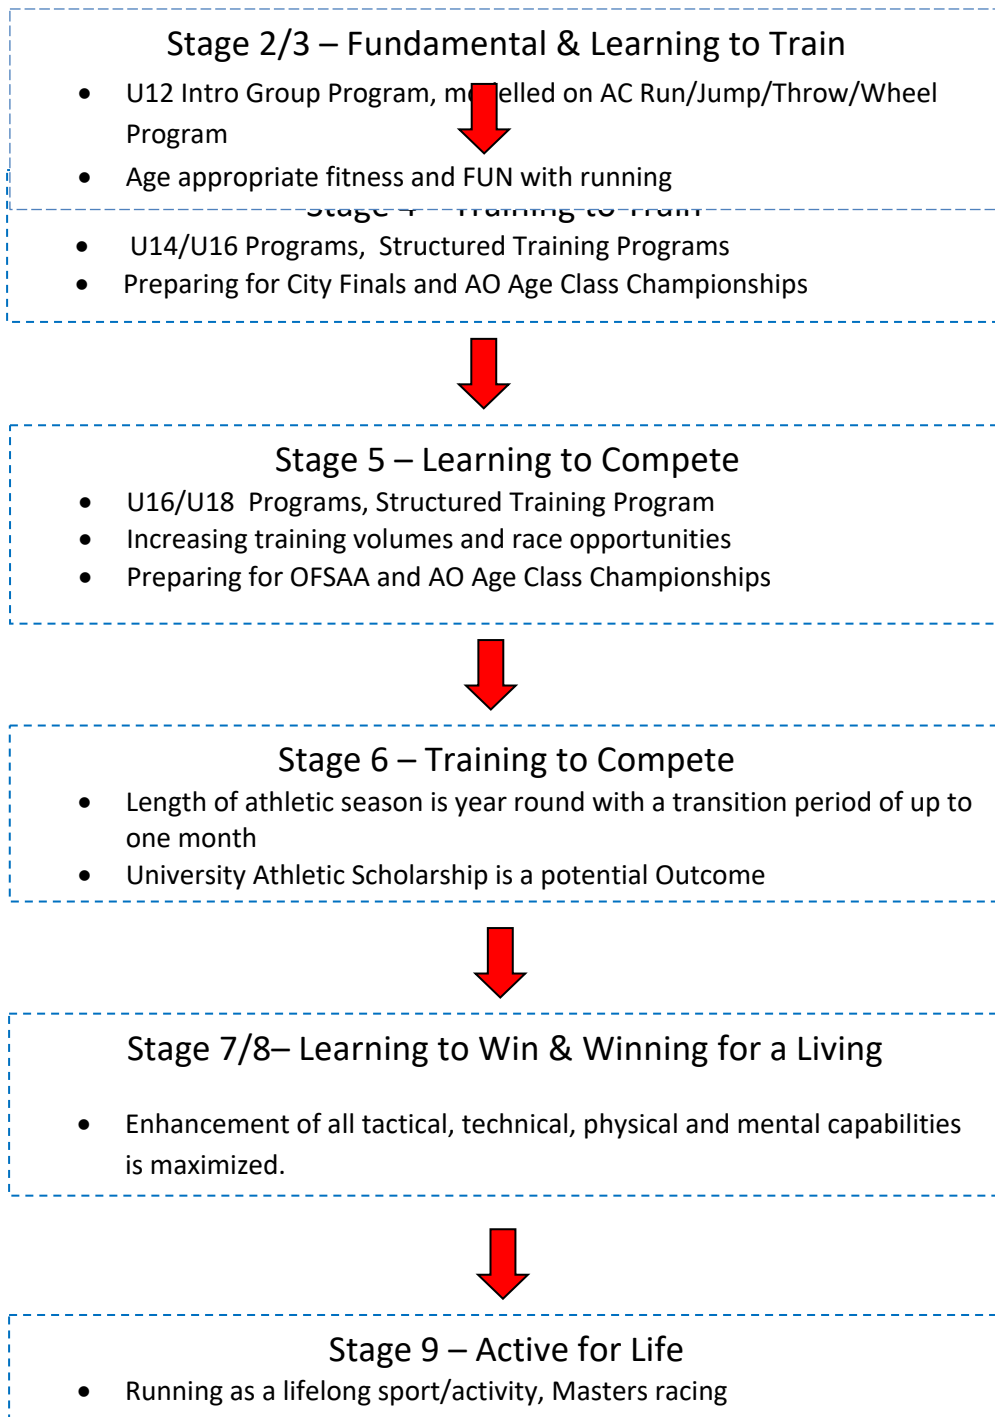 Stage 2/3 – Fundamental & Learning to Train
• U12 Intro Group Program, modelled on AC Run/Jump/Throw/Wheel
Program
• Age appropriate fitness and FUN with running
Stage 4 – Training to Train
• U14/U16 Programs, Structured Training Programs
• Preparing for City Finals and AO Age Class Championships
Stage 5 – Learning to Compete
• U16/U18 Programs, Structured Training Program
• Increasing training volumes and race opportunities
• Preparing for OFSAA and AO Age Class Championships
Stage 6 – Training to Compete
• Length of athletic season is year round with a transition period of up to
one month
• University Athletic Scholarship is a potential Outcome
Stage 7/8– Learning to Win & Winning for a Living
• Enhancement of all tactical, technical, physical and mental capabilities
is maximized.
Stage 9 – Active for Life
• Running as a lifelong sport/activity, Masters racing